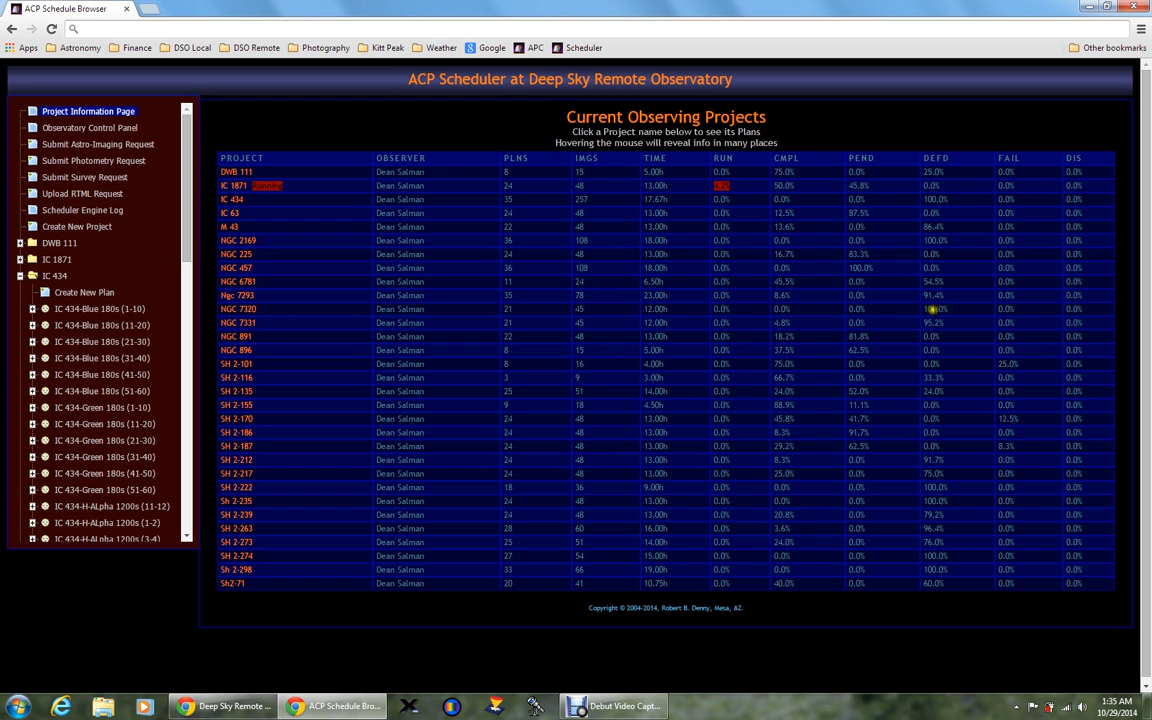 ACP Schedule Browser
Apps Astronomy Finance DSO Local DSO Remote Photography Kitt Peak Weather Google APC Scheduler Other bookmarks
ACP Scheduler at Deep Sky Remote Observatory
Project Information Page
Observatory Control Panel
Submit Astro-Imaging Request
Submit Photometry Request
Submit Survey Request
Upload RTML Request
Scheduler Engine Log
Create New Project
DWB 111
IC 1871
IC 434
Create New Plan
IC 434-Blue 180s (1-10)
IC 434-Blue 180s (11-20)
IC 434-Blue 180s (21-30)
IC 434-Blue 180s (31-40)
IC 434-Blue 180s (41-50)
IC 434-Blue 180s (51-60)
IC 434-Green 180s (1-10)
IC 434-Green 180s (11-20)
IC 434-Green 180s (21-30)
IC 434-Green 180s (31-40)
IC 434-Green 180s (41-50)
IC 434-Green 180s (51-60)
IC 434-H-ALpha 1200s (11-12)
IC 434-H-ALpha 1200s (1-2)
IC 434-H-ALpha 1200s (3-4)
Current Observing Projects
Click a Project name below to see its Plans
Hovering the mouse will reveal info in many places
PROJECT OBSERVER PLNS IMGS TIME RUN CMPL PEND DEFD FAIL DIS
DWB 111 Dean Salman 8 15 5.00h 0.0% 75.0% 0.0% 25.0% 0.0% 0.0%
IC 1871 Running Dean Salman 24 48 13.00h 4.2% 50.0% 45.8% 0.0% 0.0% 0.0%
IC 434 Dean Salman 35 257 17.67h 0.0% 0.0% 0.0% 100.0% 0.0% 0.0%
IC 63 Dean Salman 24 48 13.00h 0.0% 12.5% 87.5% 0.0% 0.0% 0.0%
M 43 Dean Salman 22 48 13.00h 0.0% 13.6% 0.0% 86.4% 0.0% 0.0%
NGC 2169 Dean Salman 36 108 18.00h 0.0% 0.0% 0.0% 100.0% 0.0% 0.0%
NGC 225 Dean Salman 24 48 13.00h 0.0% 16.7% 83.3% 0.0% 0.0% 0.0%
NGC 457 Dean Salman 36 108 18.00h 0.0% 0.0% 100.0% 0.0% 0.0% 0.0%
NGC 6781 Dean Salman 11 24 6.50h 0.0% 45.5% 0.0% 54.5% 0.0% 0.0%
Ngc 7293 Dean Salman 35 78 23.00h 0.0% 8.6% 0.0% 91.4% 0.0% 0.0%
NGC 7320 Dean Salman 21 45 12.00h 0.0% 0.0% 0.0% 0.0% 0.0%
NGC 7331 Dean Salman 21 45 12.00h 0.0% 4.8% 0.0% 95.2% 0.0% 0.0%
NGC 891 Dean Salman 22 48 13.00h 0.0% 18.2% 81.8% 0.0% 0.0% 0.0%
NGC 896 Dean Salman 8 15 5.00h 0.0% 37.5% 62.5% 0.0% 0.0% 0.0%
SH 2-101 Dean Salman 8 16 4.00h 0.0% 75.0% 0.0% 0.0% 25.0% 0.0%
SH 2-116 Dean Salman 3 9 3.00h 0.0% 66.7% 0.0% 33.3% 0.0% 0.0%
SH 2-135 Dean Salman 25 51 14.00h 0.0% 24.0% 52.0% 24.0% 0.0% 0.0%
SH 2-155 Dean Salman 9 18 4.50h 0.0% 88.9% 11.1% 0.0% 0.0% 0.0%
SH 2-170 Dean Salman 24 48 13.00h 0.0% 45.8% 41.7% 0.0% 12.5% 0.0%
SH 2-186 Dean Salman 24 48 13.00h 0.0% 8.3% 91.7% 0.0% 0.0% 0.0%
SH 2-187 Dean Salman 24 48 13.00h 0.0% 29.2% 62.5% 0.0% 8.3% 0.0%
SH 2-212 Dean Salman 24 48 13.00h 0.0% 8.3% 0.0% 91.7% 0.0% 0.0%
SH 2-217 Dean Salman 24 48 13.00h 0.0% 25.0% 0.0% 75.0% 0.0% 0.0%
SH 2-222 Dean Salman 18 36 9.00h 0.0% 0.0% 0.0% 100.0% 0.0% 0.0%
Sh 2-235 Dean Salman 24 48 13.00h 0.0% 0.0% 0.0% 100.0% 0.0% 0.0%
SH 2-239 Dean Salman 24 48 13.00h 0.0% 20.8% 0.0% 79.2% 0.0% 0.0%
SH 2-263 Dean Salman 28 60 16.00h 0.0% 3.6% 0.0% 96.4% 0.0% 0.0%
SH 2-273 Dean Salman 25 51 14.00h 0.0% 24.0% 0.0% 76.0% 0.0% 0.0%
SH 2-274 Dean Salman 27 54 15.00h 0.0% 0.0% 0.0% 100.0% 0.0% 0.0%
Sh 2-298 Dean Salman 33 66 19.00h 0.0% 0.0% 0.0% 100.0% 0.0% 0.0%
Sh2-71 Dean Salman 20 41 10.75h 0.0% 40.0% 0.0% 60.0% 0.0% 0.0%
Copyright © 2004-2014, Robert B. Denny, Mesa, AZ.
Deep Sky Remote ... ACP Schedule Bro... Debut Video Capt...
1:35 AM
10/29/2014